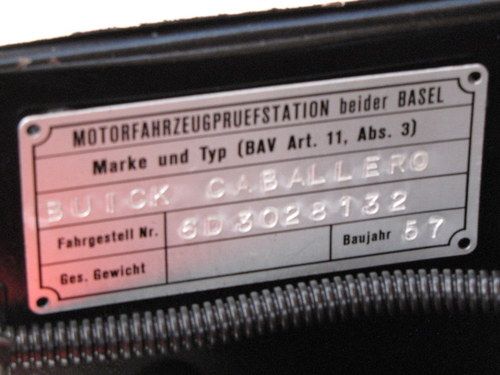 MOTORFAHRZEUGPRUEFSTATION beider BASEL
Marke und Typ (BAV Art. 11, Abs. 3)
BUICK CABALLERO
Fahrgestell Nr. 6D3028132
Baujahr 57
Ges. Gewicht